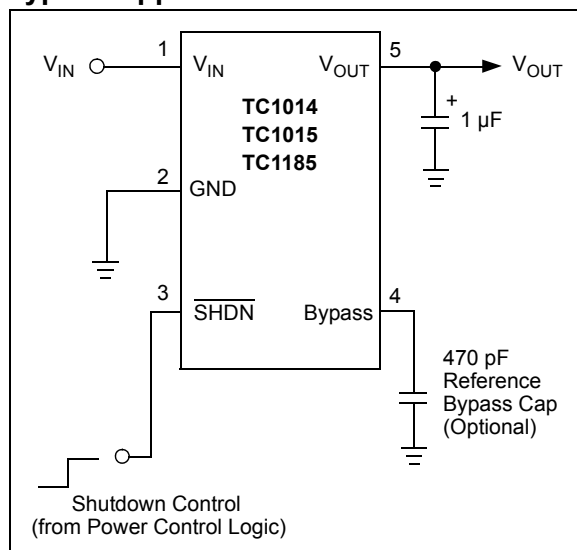 1
5
V_IN
V_IN
V_OUT
V_OUT
+
1 µF
TC1014
TC1015
TC1185
2
GND
3
4
SHDN
Bypass
470 pF
Reference
Bypass Cap
(Optional)
Shutdown Control
(from Power Control Logic)